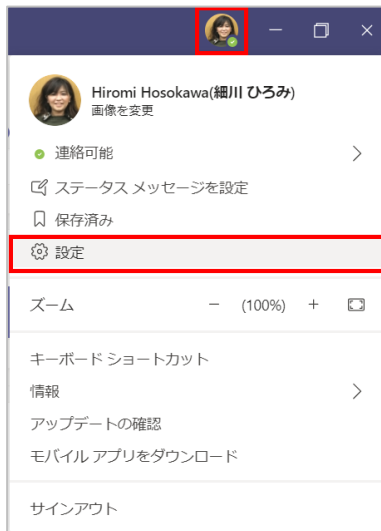 Hiromi Hosokawa(細川 ひろみ)
画像を変更
連絡可能
ステータス メッセージを設定
保存済み
設定
ズーム − (100%) +
キーボード ショートカット
情報
アップデートの確認
モバイル アプリをダウンロード
サインアウト